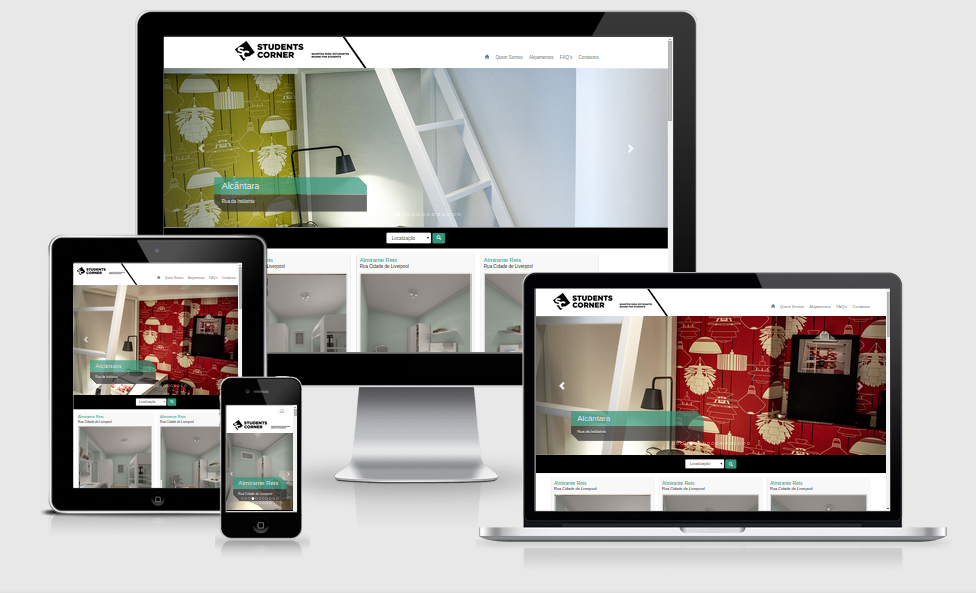 STUDENTS
CORNER
QUARTOS PARA ESTUDANTES
ROOMS FOR STUDENTS
Quem Somos Alojamentos FAQ's Contactos
Alcântara
Rua da Indústria
Localização
Almirante Reis Almirante Reis
Rua Cidade de Liverpool Rua Cidade de Liverpool
STUDENTS
CORNER
Quem Somos Alojamentos FAQ's Contactos
Alcântara
Rua da Indústria
Localização
Almirante Reis Almirante Reis
Rua Cidade de Liverpool Rua Cidade de Liverpool
STUDENTS
CORNER
Almirante Reis
Rua Cidade de Liverpool
STUDENTS
CORNER
QUARTOS PARA ESTUDANTES
ROOMS FOR STUDENTS
Quem Somos Alojamentos FAQ's Contactos
Alcântara
Rua da Indústria
Localização
Almirante Reis Almirante Reis Almirante Reis
Rua Cidade de Liverpool Rua Cidade de Liverpool Rua Cidade de Liverpool